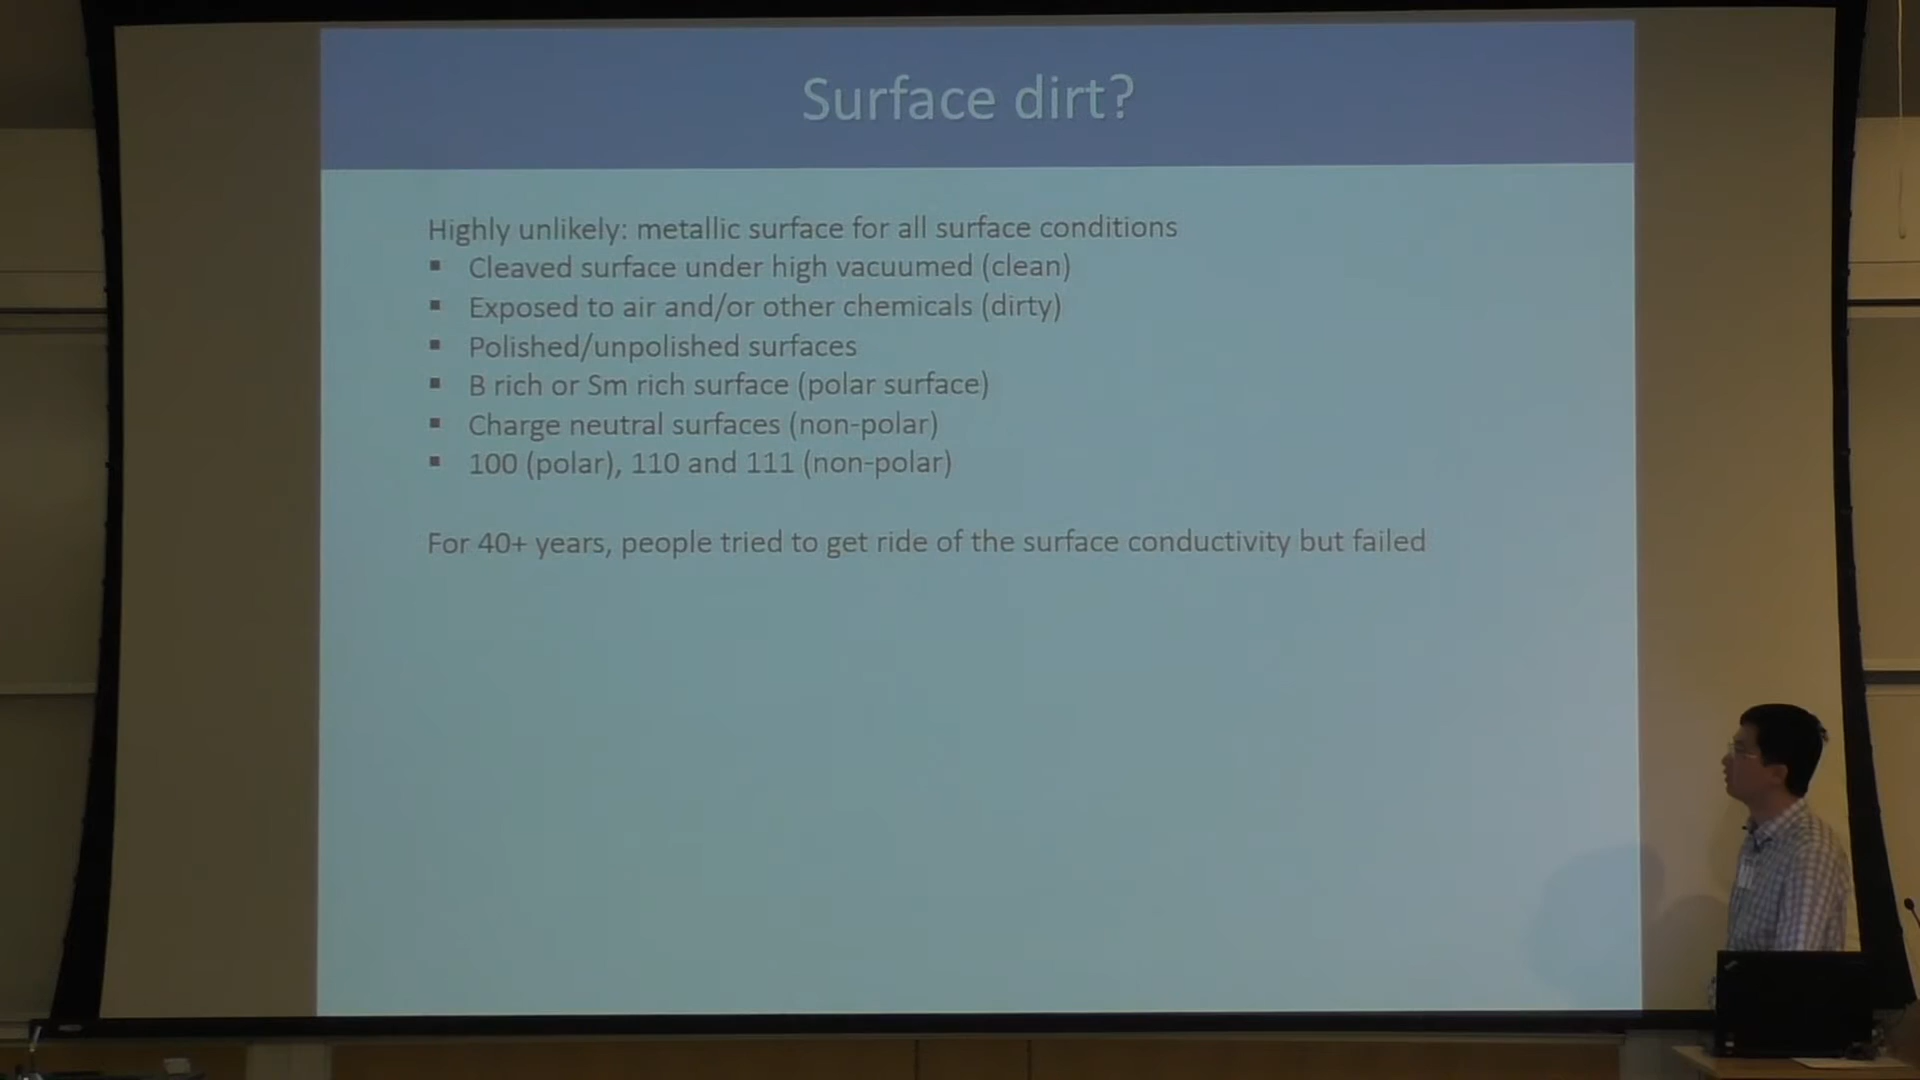 Surface dirt?
Highly unlikely: metallic surface for all surface conditions
▪ Cleaved surface under high vacuumed (clean)
▪ Exposed to air and/or other chemicals (dirty)
▪ Polished/unpolished surfaces
▪ B rich or Sm rich surface (polar surface)
▪ Charge neutral surfaces (non-polar)
▪ 100 (polar), 110 and 111 (non-polar)
For 40+ years, people tried to get ride of the surface conductivity but failed